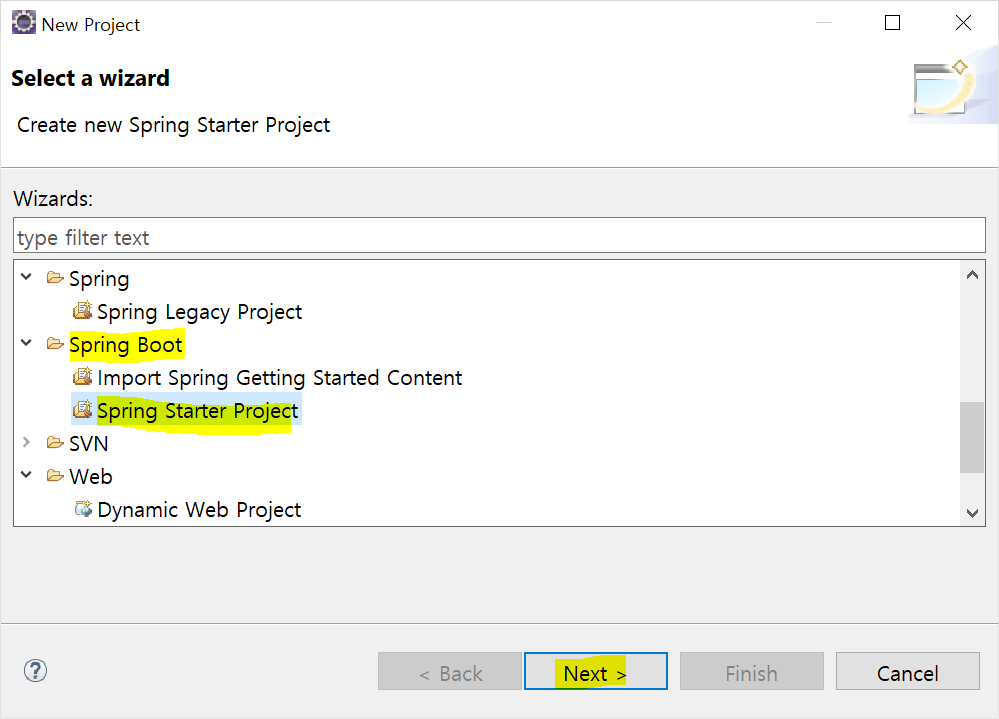 New Project
Select a wizard
Create new Spring Starter Project
Wizards:
type filter text
Spring
Spring Legacy Project
Spring Boot
Import Spring Getting Started Content
Spring Starter Project
SVN
Web
Dynamic Web Project
? < Back Next > Finish Cancel